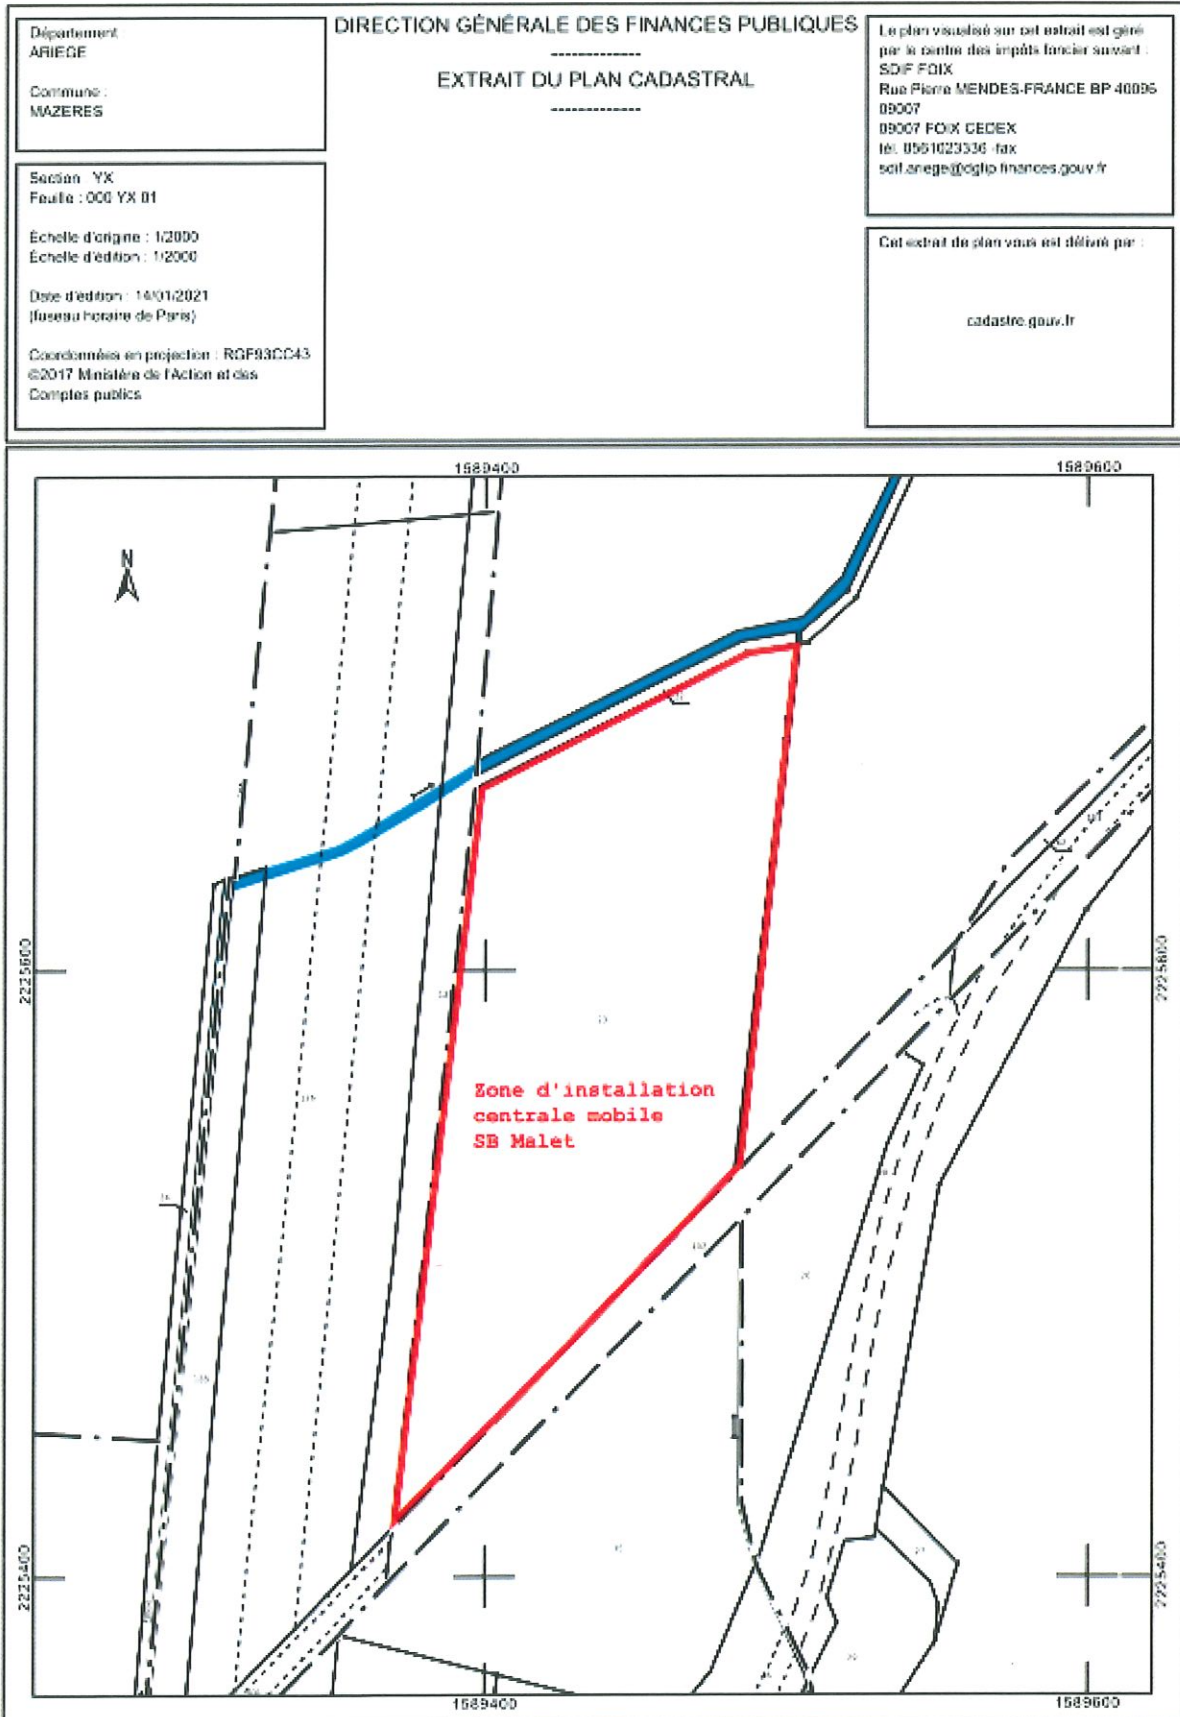 Département :
ARIEGE
Commune :
MAZERES
Section : YX
Feuille : 000 YX 01
Échelle d'origine : 1/2000
Échelle d'édition : 1/2000
Date d'édition : 14/01/2021
(fuseau horaire de Paris)
Coordonnées en projection : RGF93CC43
©2017 Ministère de l'Action et des
Comptes publics
DIRECTION GÉNÉRALE DES FINANCES PUBLIQUES
-------------
EXTRAIT DU PLAN CADASTRAL
-------------
Le plan visualisé sur cet extrait est géré
par le centre des impôts foncier suivant :
SDIF FOIX
Rue Pierre MENDES-FRANCE BP 40096
09007
09007 FOIX CEDEX
tél. 0561023336 -fax
sdif.ariege@dgfip.finances.gouv.fr
Cet extrait de plan vous est délivré par :
cadastre.gouv.fr
1589400
1589600
N
2225600
2225600
Zone d'installation
centrale mobile
SB Malet
2225400
2225400
1589400
1589600